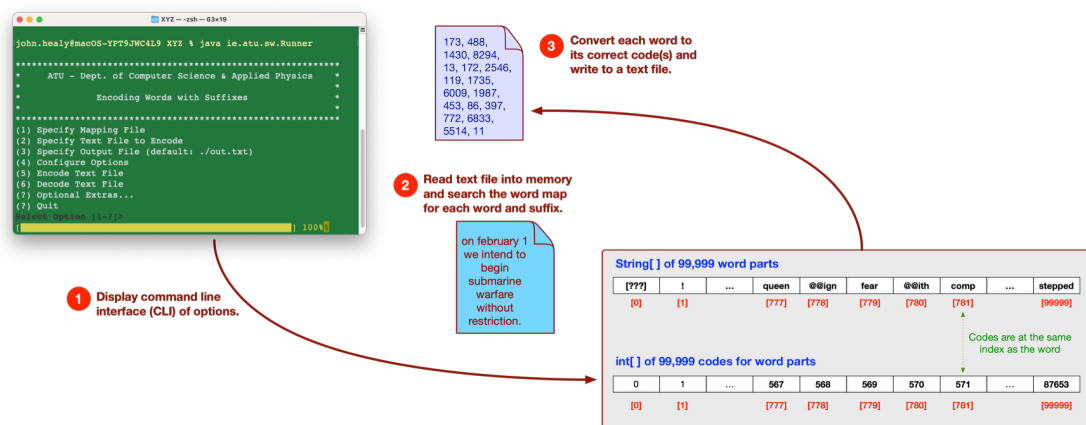 XYZ — -zsh — 63×19
john.healy@macOS-YPT9JWC4L9 XYZ % java ie.atu.sw.Runner
************************************************************
* ATU - Dept. of Computer Science & Applied Physics *
* *
* Encoding Words with Suffixes *
* *
************************************************************
(1) Specify Mapping File
(2) Specify Text File to Encode
(3) Specify Output File (default: ./out.txt)
(4) Configure Options
(5) Encode Text File
(6) Decode Text File
(?) Optional Extras...
(?) Quit
Select Option [1-?]>
[ ] 100%
1 Display command line
interface (CLI) of options.
173, 488,
1430, 8294,
13, 172, 2546,
119, 1735,
6009, 1987,
453, 86, 397,
772, 6833,
5514, 11
3 Convert each word to
its correct code(s) and
write to a text file.
2 Read text file into memory
and search the word map
for each word and suffix.
on february 1
we intend to
begin
submarine
warfare
without
restriction.
String[ ] of 99,999 word parts
[???] ! ... queen @@ign fear @@ith comp ... stepped
[0] [1] [777] [778] [779] [780] [781] [99999]
Codes are at the same
index as the word
int[ ] of 99,999 codes for word parts
0 1 ... 567 568 569 570 571 ... 87653
[0] [1] [777] [778] [779] [780] [781] [99999]